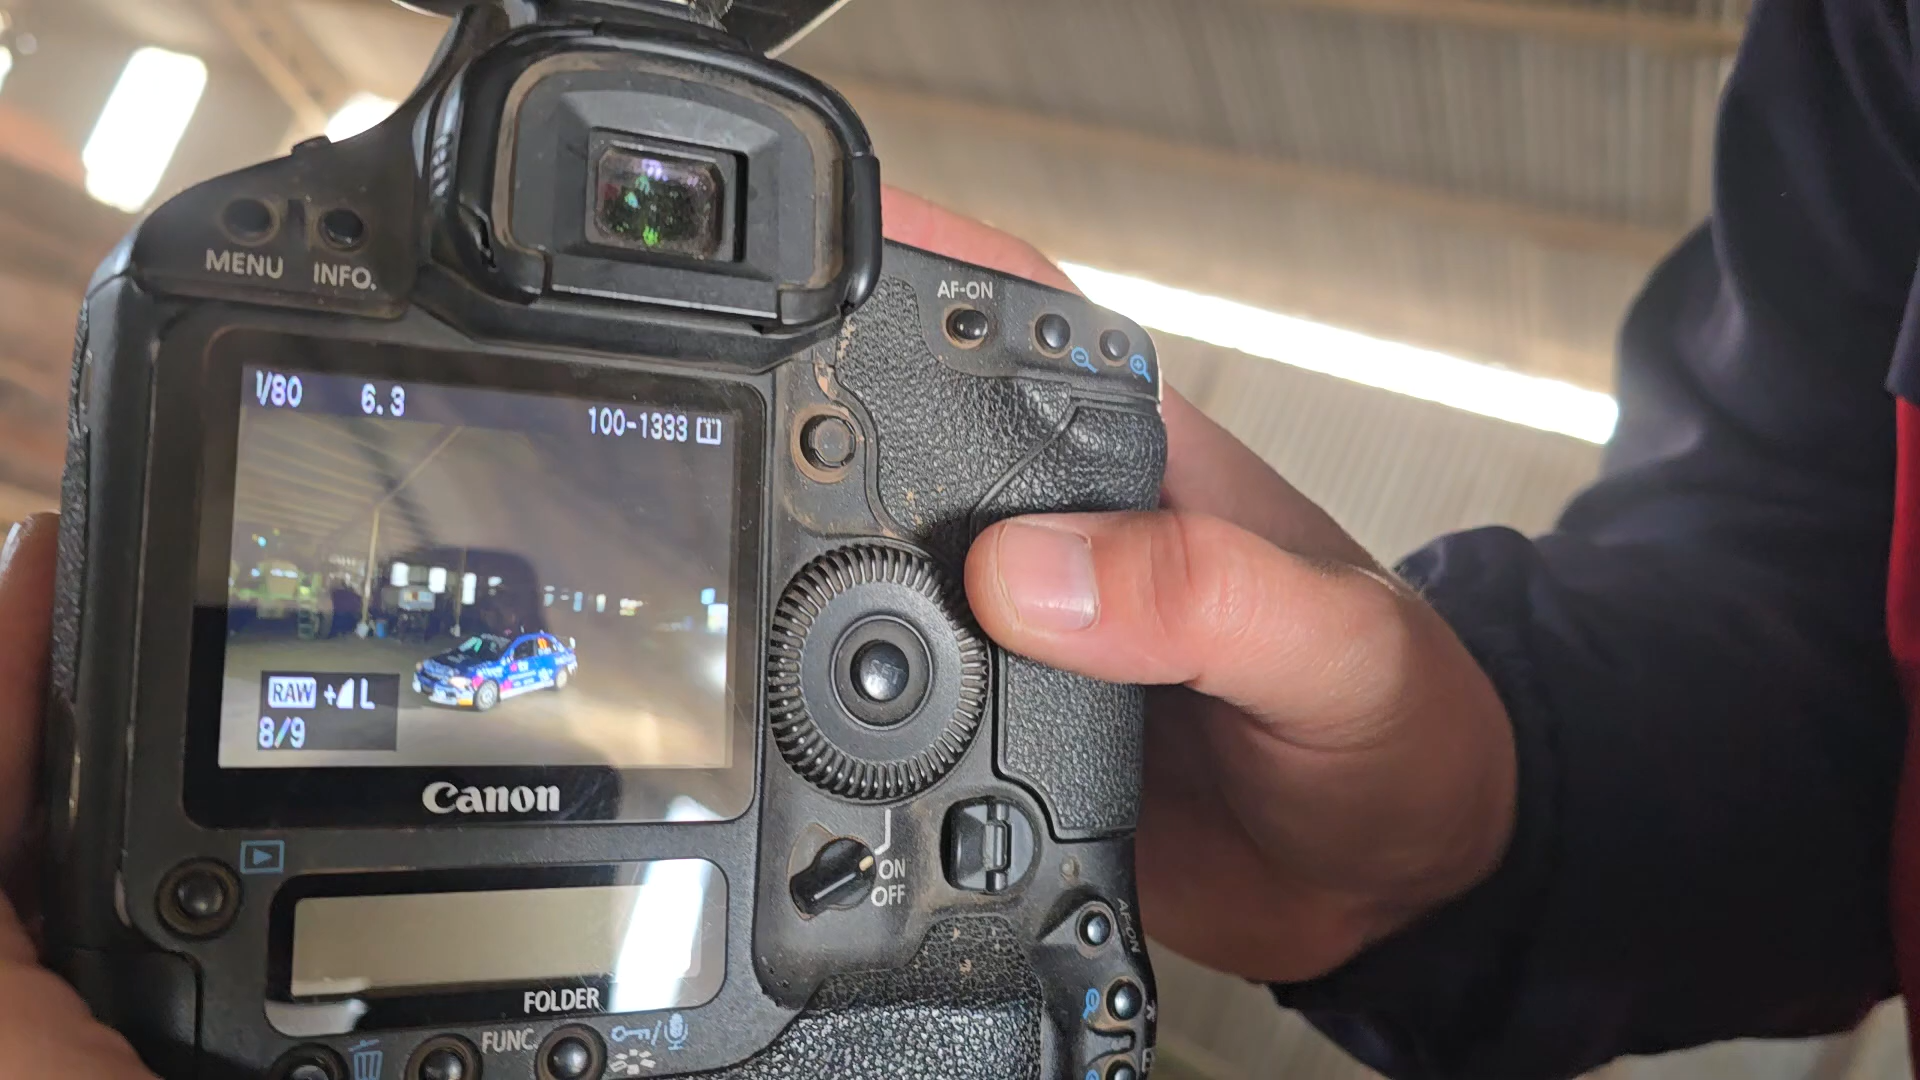 MENU INFO.
AF-ON
1/80 6.3 100-1333 [1]
RAW + L
8/9
Canon
ON
OFF
AF-ON
FOLDER
FUNC.